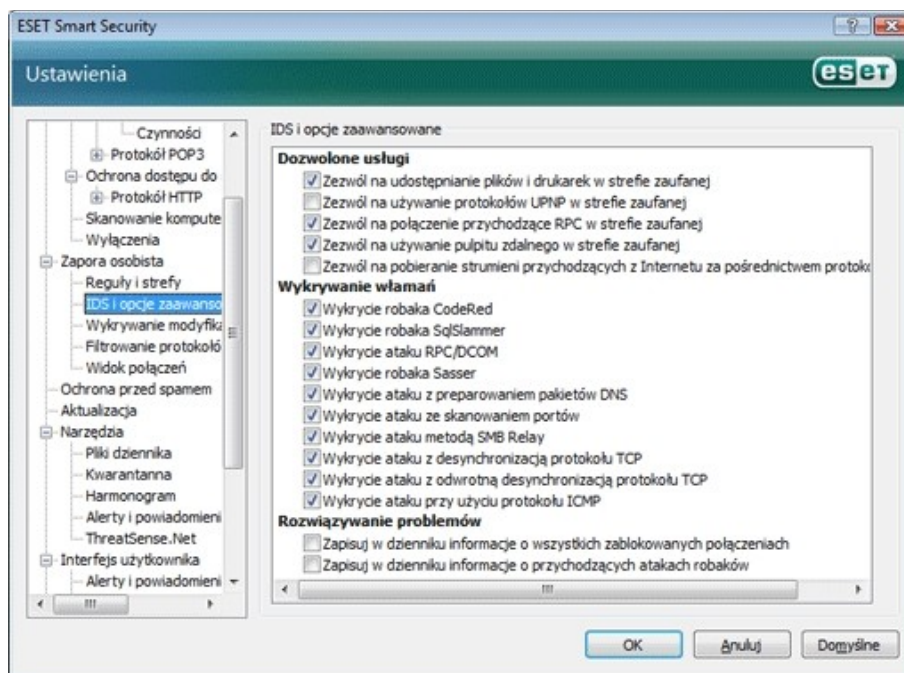 ESET Smart Security
Ustawienia
eset
Czynności
Protokół POP3
Ochrona dostępu do
Protokół HTTP
Skanowanie kompute
Wyłączenia
Zapora osobista
Reguły i strefy
IDS i opcje zaawanso
Wykrywanie modyfika
Filtrowanie protokołó
Widok połączeń
Ochrona przed spamem
Aktualizacja
Narzędzia
Pliki dziennika
Kwarantanna
Harmonogram
Alerty i powiadomieni
ThreatSense.Net
Interfejs użytkownika
Alerty i powiadomieni
IDS i opcje zaawansowane
Dozwolone usługi
Zezwól na udostępnianie plików i drukarek w strefie zaufanej
Zezwól na używanie protokołów UPNP w strefie zaufanej
Zezwól na połączenie przychodzące RPC w strefie zaufanej
Zezwól na używanie pulpitu zdalnego w strefie zaufanej
Zezwól na pobieranie strumieni przychodzących z Internetu za pośrednictwem protoko
Wykrywanie włamań
Wykrycie robaka CodeRed
Wykrycie robaka SqlSlammer
Wykrycie ataku RPC/DCOM
Wykrycie robaka Sasser
Wykrycie ataku z preparowaniem pakietów DNS
Wykrycie ataku ze skanowaniem portów
Wykrycie ataku metodą SMB Relay
Wykrycie ataku z desynchronizacją protokołu TCP
Wykrycie ataku z odwrotną desynchronizacją protokołu TCP
Wykrycie ataku przy użyciu protokołu ICMP
Rozwiązywanie problemów
Zapisuj w dzienniku informacje o wszystkich zablokowanych połączeniach
Zapisuj w dzienniku informacje o przychodzących atakach robaków
OK
Anuluj
Domyślne